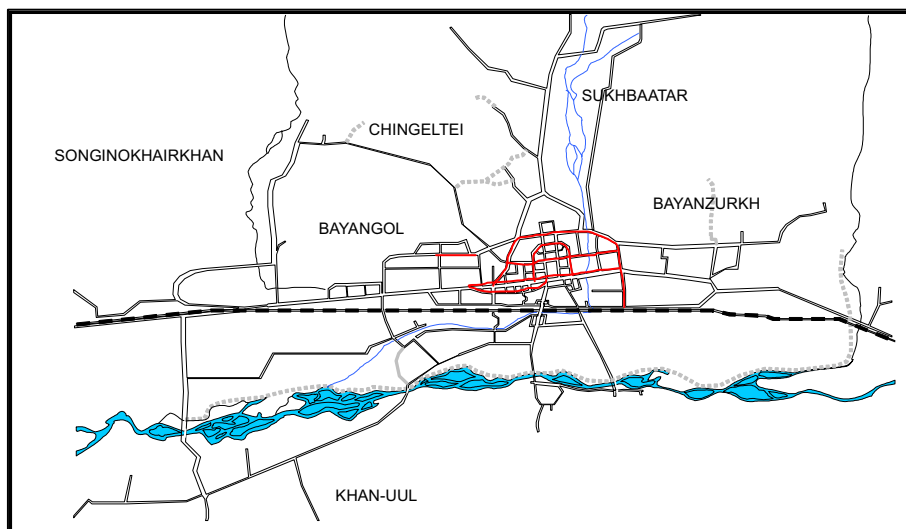 SUKHBAATAR
CHINGELTEI
SONGINOKHAIRKHAN
BAYANZURKH
BAYANGOL
KHAN-UUL